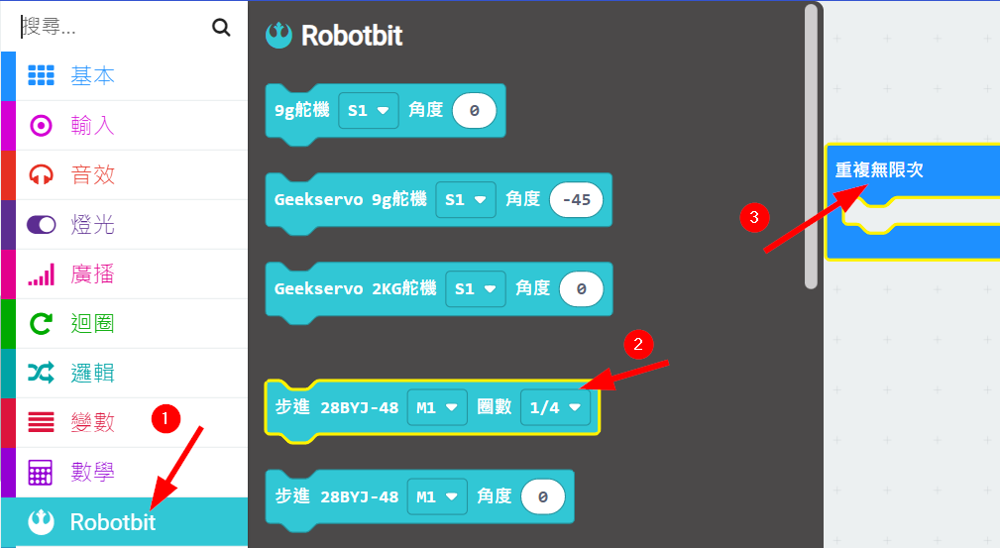 搜尋...
基本
輸入
音效
燈光
廣播
迴圈
邏輯
變數
數學
Robotbit
1
Robotbit
9g舵機 S1 角度 0
Geekservo 9g舵機 S1 角度 -45
Geekservo 2KG舵機 S1 角度 0
2
步進 28BYJ-48 M1 圈數 1/4
步進 28BYJ-48 M1 角度 0
重複無限次
3